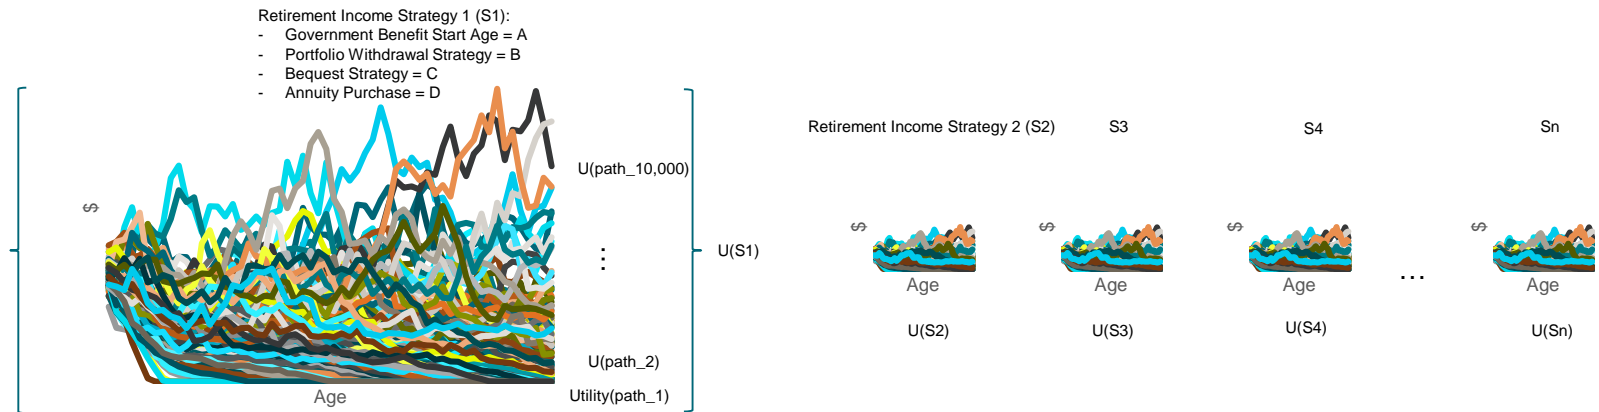 Retirement Income Strategy 1 (S1):
- Government Benefit Start Age = A
- Portfolio Withdrawal Strategy = B
- Bequest Strategy = C
- Annuity Purchase = D
$
U(path_10,000)
⋮
U(path_2)
Utility(path_1)
Age
U(S1)
Retirement Income Strategy 2 (S2)
S3
S4
Sn
$
$
$
$
Age
Age
Age
…
Age
U(S2)
U(S3)
U(S4)
U(Sn)